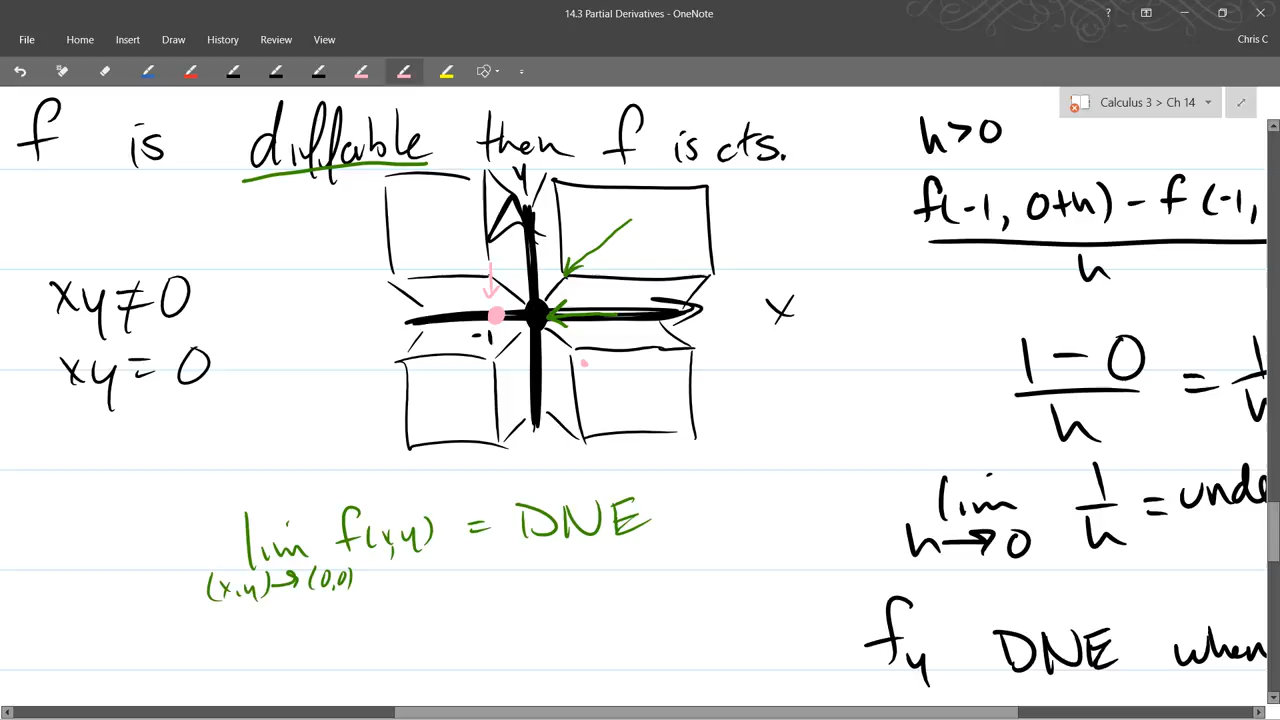 14.3 Partial Derivatives - OneNote
File Home Insert Draw History Review View
Chris C
Calculus 3 > Ch 14
f is diffable then f is cts.
y
x
-1
xy ≠ 0
xy = 0
lim f(x,y) = DNE
(x,y)→(0,0)
h>0
f(-1, 0+h) - f(-1,
h
1 - 0
h
= 1
lim 1/h = unde
h→0
f_y DNE when